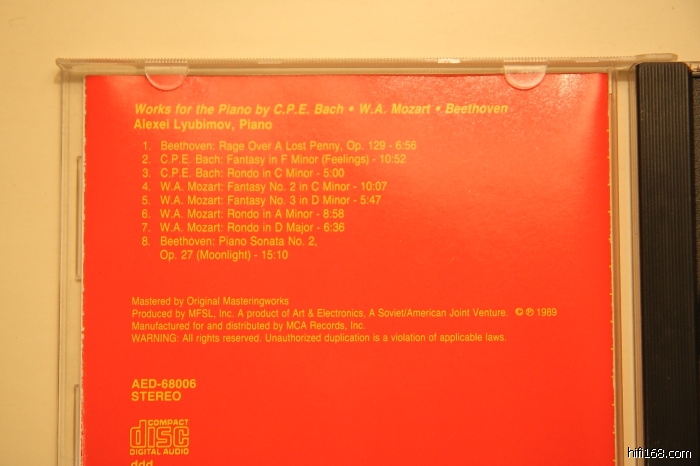 Works for the Piano by C.P.E. Bach • W.A. Mozart • Beethoven
Alexei Lyubimov, Piano
1. Beethoven: Rage Over A Lost Penny, Op. 129 - 6:56
2. C.P.E. Bach: Fantasy in F Minor (Feelings) - 10:52
3. C.P.E. Bach: Rondo in C Minor - 5:00
4. W.A. Mozart: Fantasy No. 2 in C Minor - 10:07
5. W.A. Mozart: Fantasy No. 3 in D Minor - 5:47
6. W.A. Mozart: Rondo in A Minor - 8:58
7. W.A. Mozart: Rondo in D Major - 6:36
8. Beethoven: Piano Sonata No. 2,
Op. 27 (Moonlight) - 15:10
Mastered by Original Masteringworks
Produced by MFSL, Inc. A product of Art & Electronics, A Soviet/American Joint Venture. © ℗ 1989
Manufactured for and distributed by MCA Records, Inc.
WARNING: All rights reserved. Unauthorized duplication is a violation of applicable laws.
AED-68006
STEREO
COMPACT
disc
DIGITAL AUDIO
ddd
hifi168.com